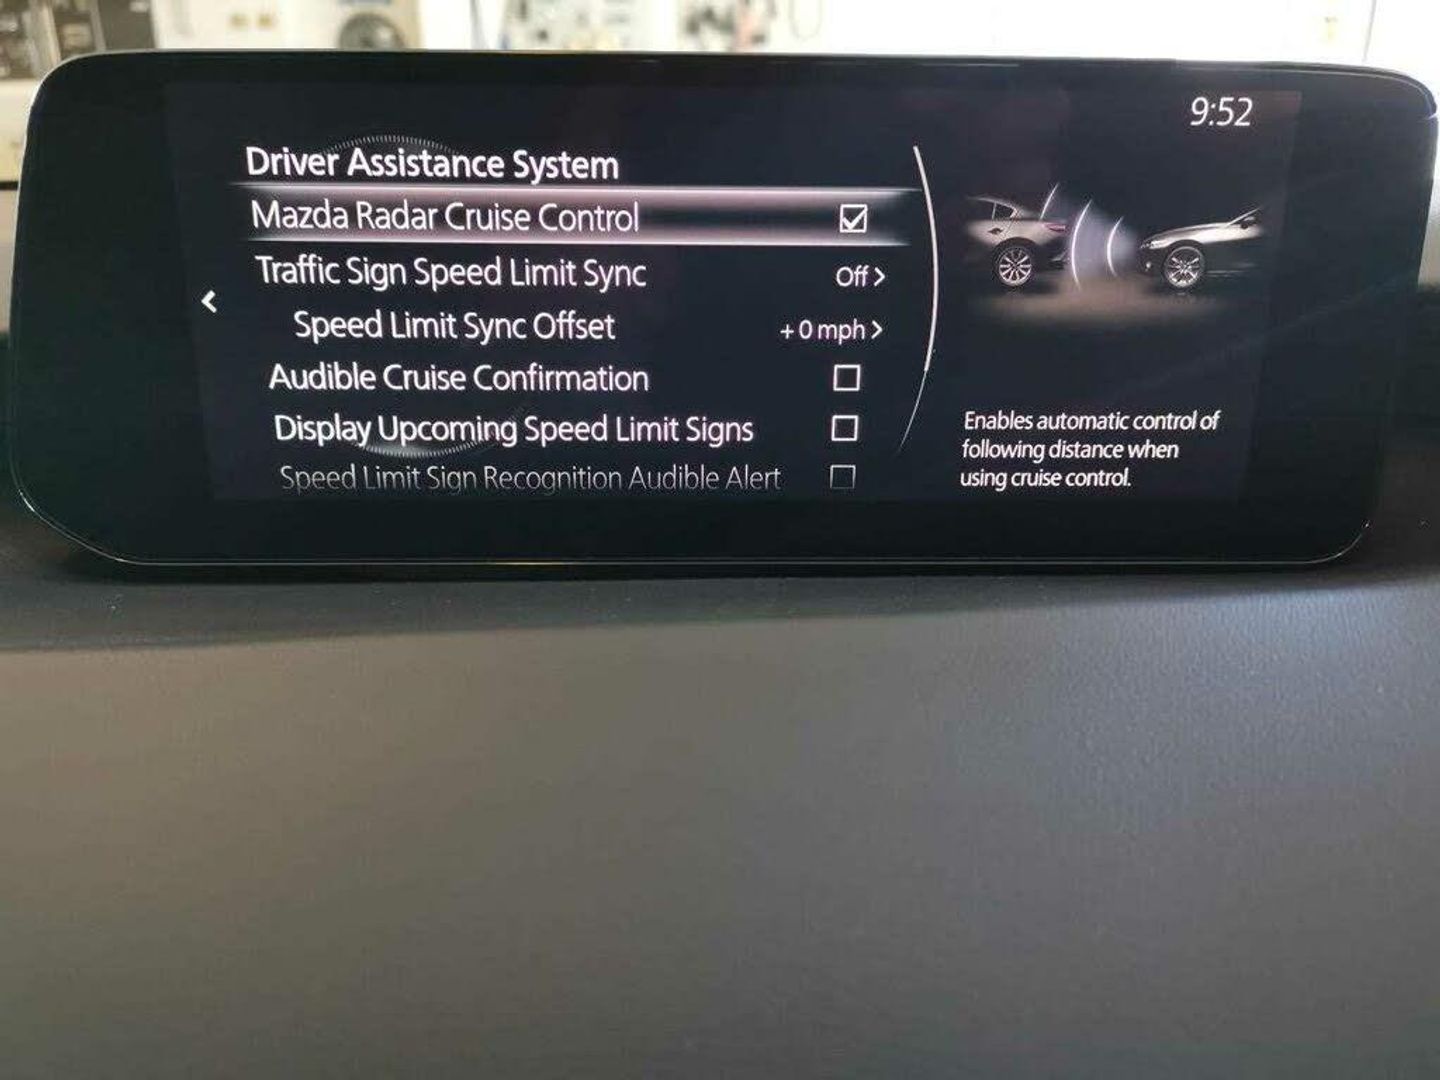 9:52
Driver Assistance System
Mazda Radar Cruise Control
Traffic Sign Speed Limit Sync Off
Speed Limit Sync Offset +0 mph
Audible Cruise Confirmation
Display Upcoming Speed Limit Signs
Speed Limit Sign Recognition Audible Alert
Enables automatic control of
following distance when
using cruise control.